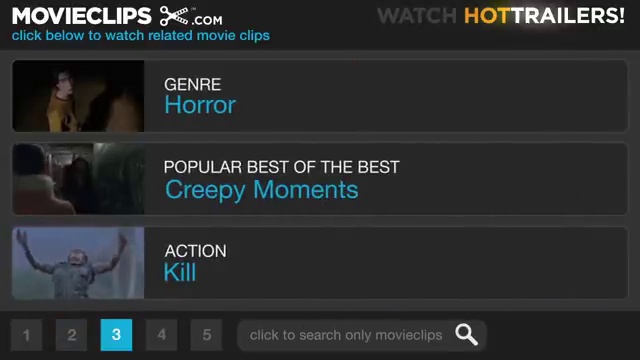 MOVIECLIPS .COM
WATCH HOTTRAILERS!
click below to watch related movie clips
GENRE
Horror
POPULAR BEST OF THE BEST
Creepy Moments
ACTION
Kill
1 2 3 4 5 click to search only movieclips